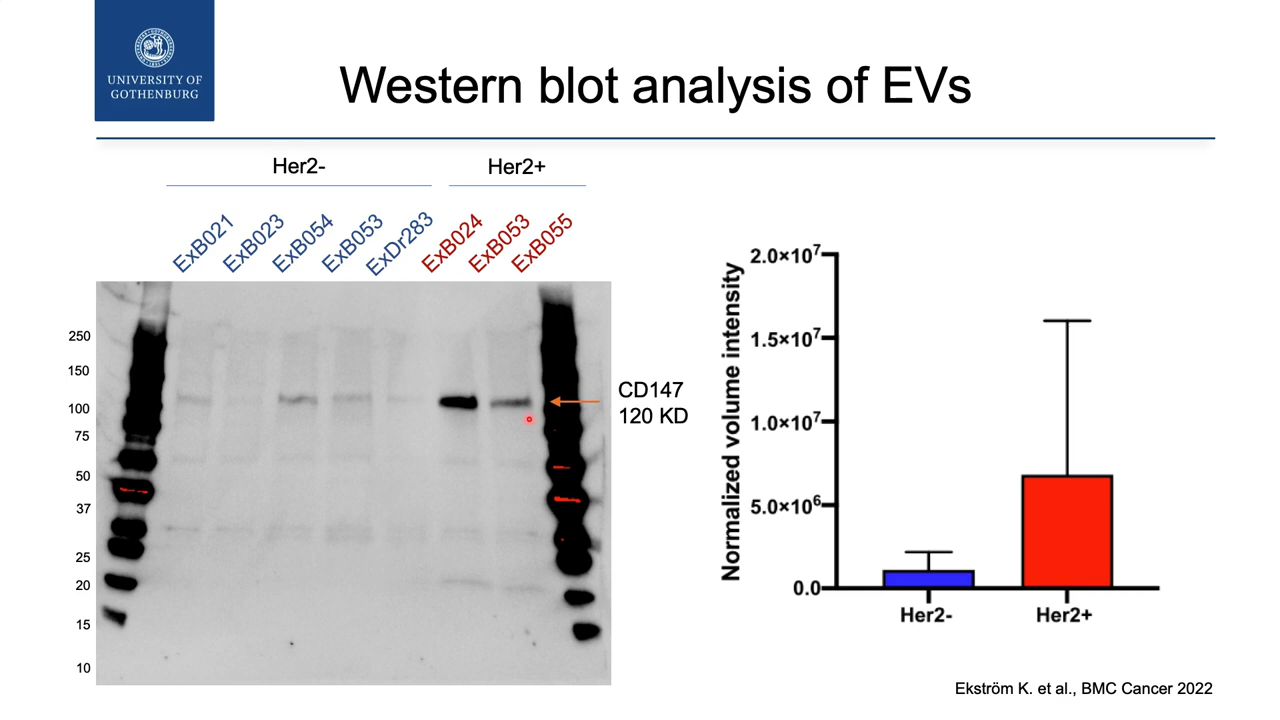 UNIVERSITY OF
GOTHENBURG
Western blot analysis of EVs
Her2-
Her2+
ExB021
ExB023
ExB054
ExB053
ExDr283
ExB024
ExB053
ExB055
250
150
100
75
50
37
25
20
15
10
CD147
120 KD
Normalized volume intensity
2.0×10⁷
1.5×10⁷
1.0×10⁷
5.0×10⁶
0.0
Her2-
Her2+
Ekström K. et al., BMC Cancer 2022